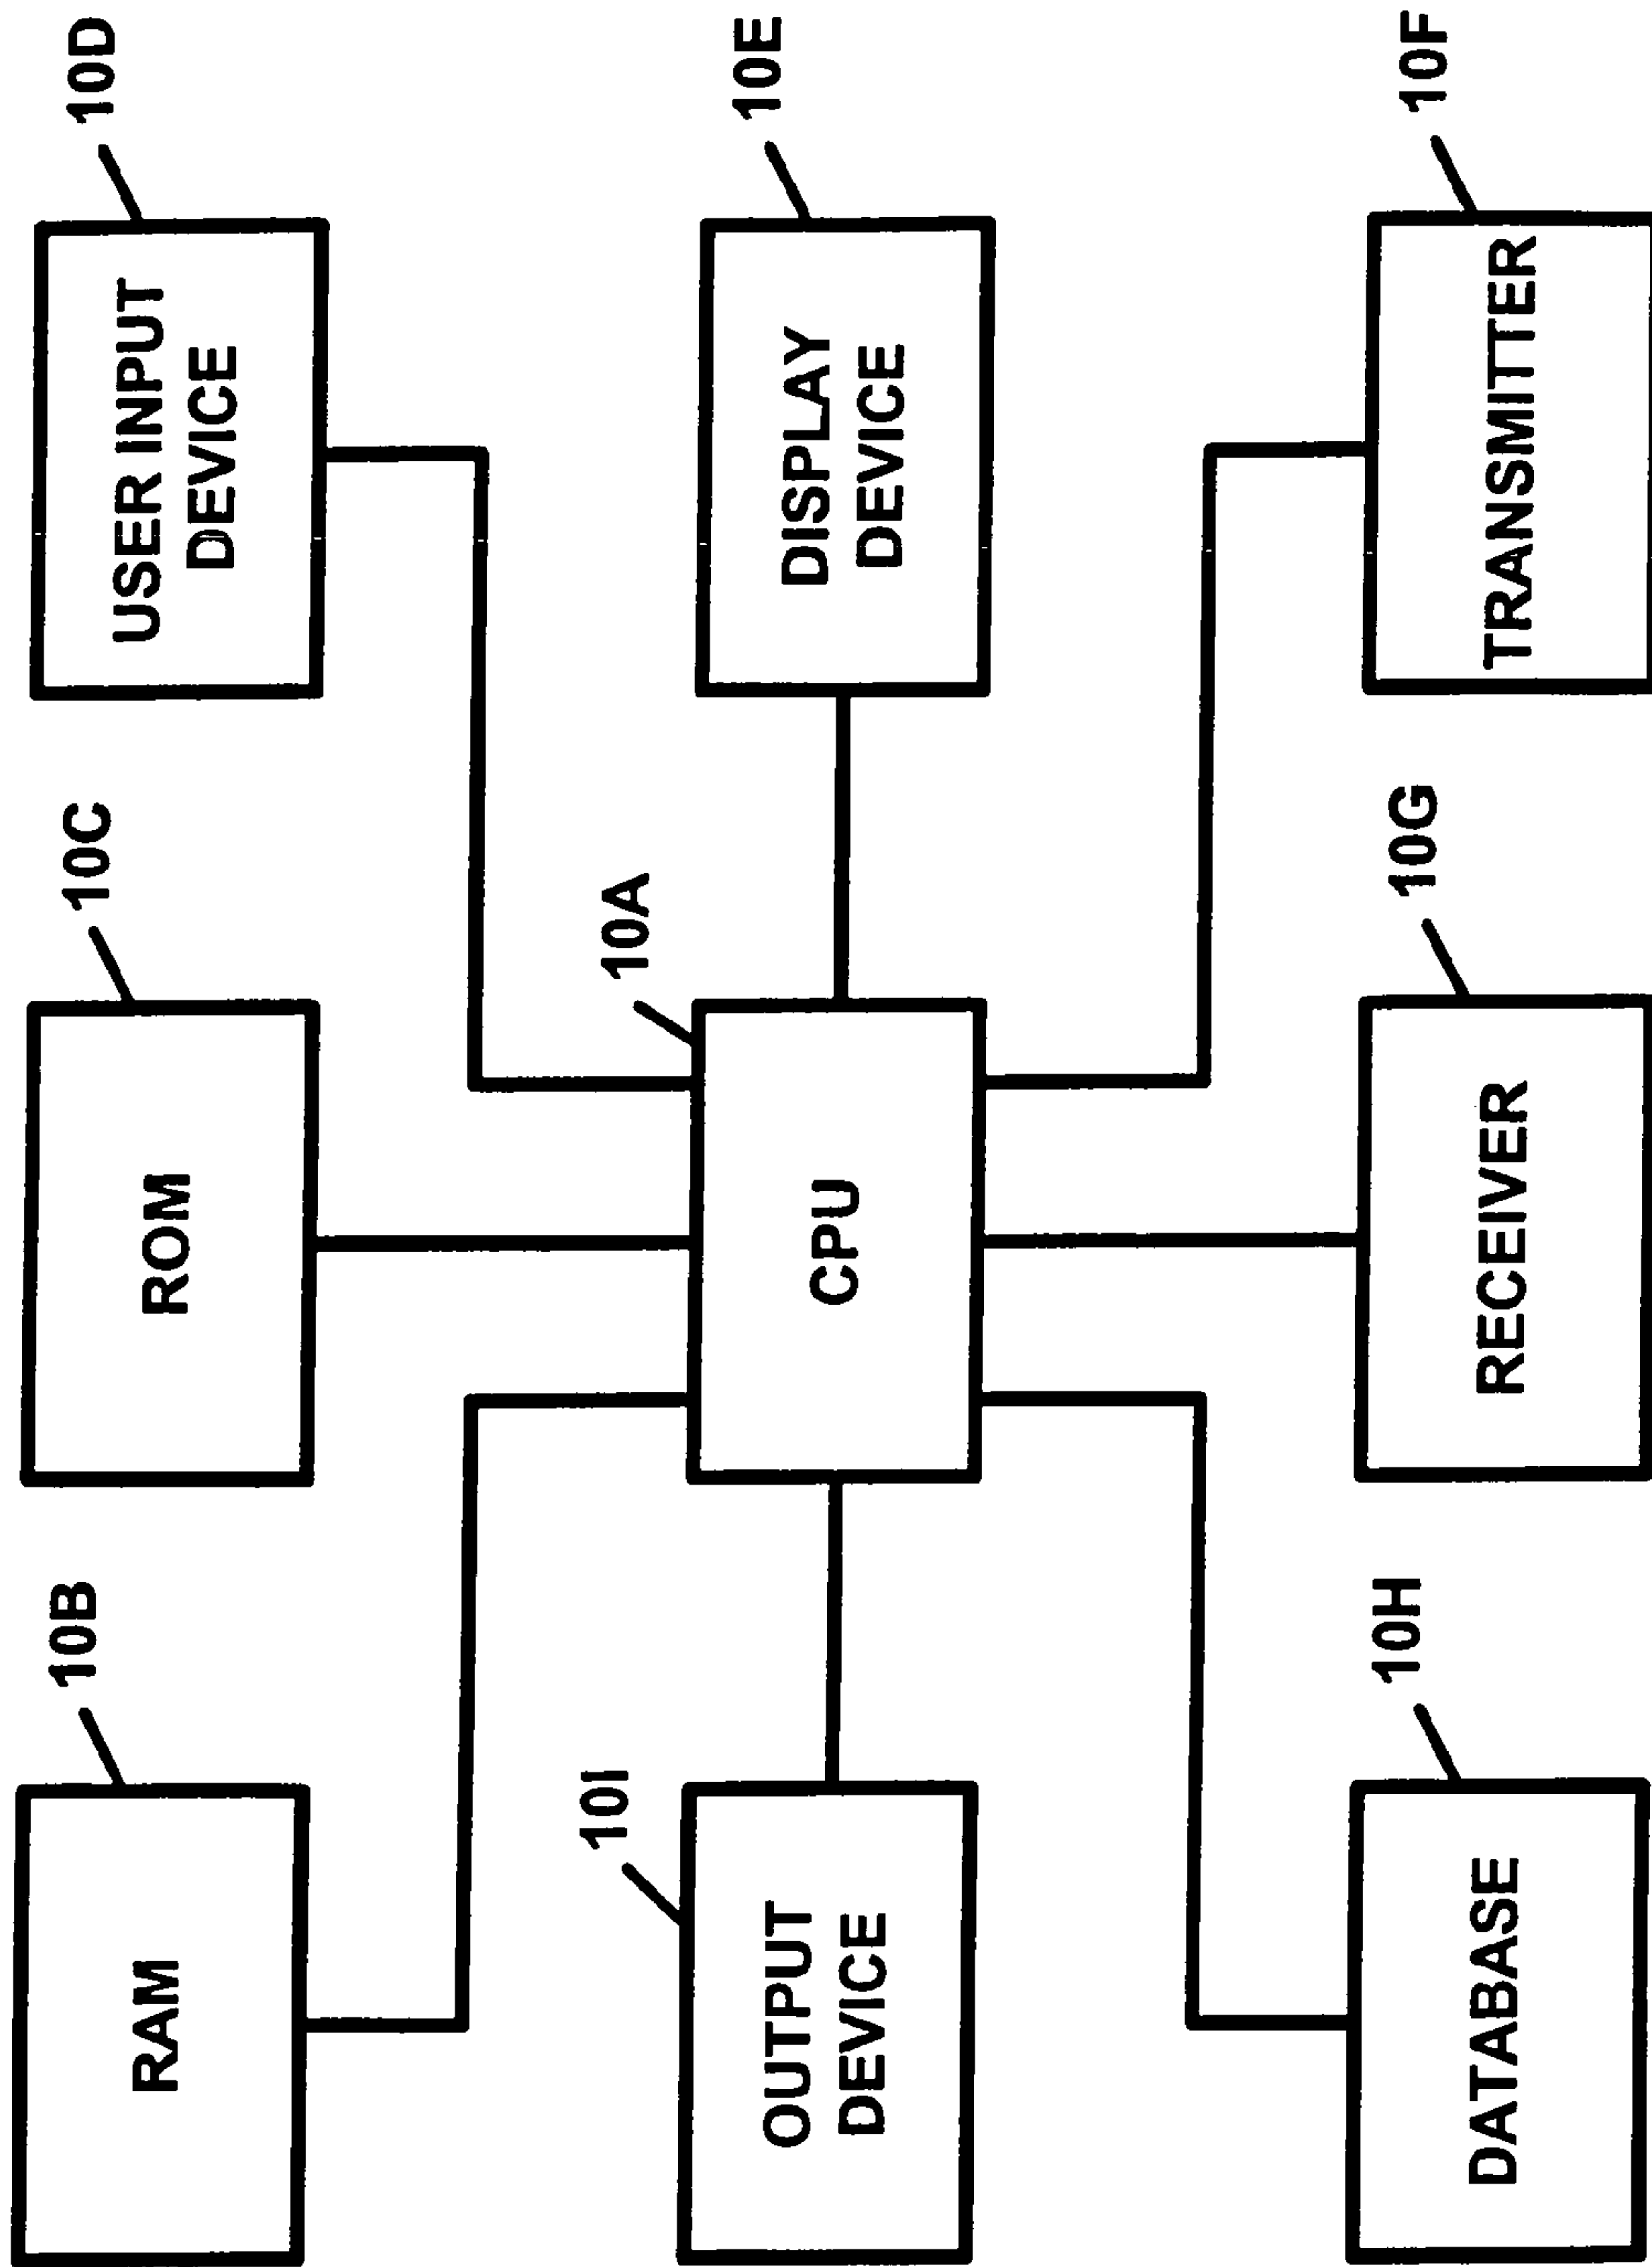 10B
10C
10D
RAM
ROM
USER INPUT
DEVICE
10I
10A
10E
OUTPUT
DEVICE
CPU
DISPLAY
DEVICE
10H
10G
10F
DATABASE
RECEIVER
TRANSMITTER